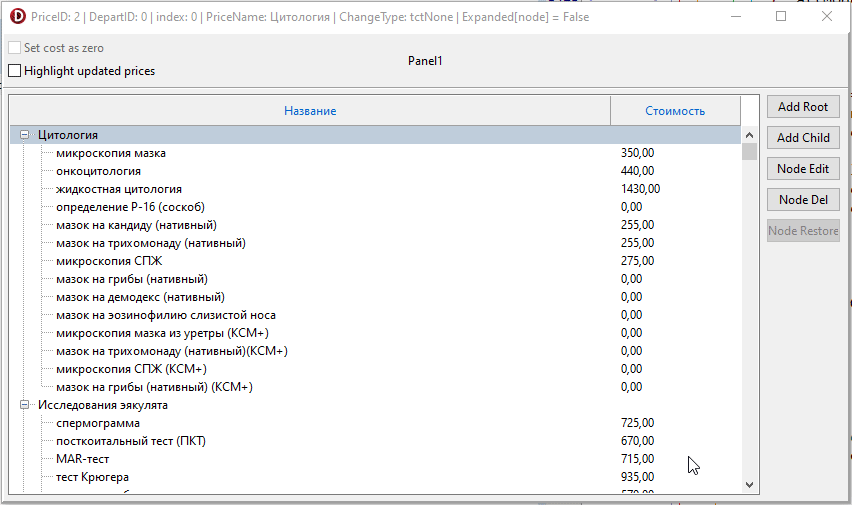 PriceID: 2 | DepartID: 0 | index: 0 | PriceName: Цитология | ChangeType: tctNone | Expanded[node] = False
Set cost as zero
Highlight updated prices
Panel1
Название Стоимость
Цитология
микроскопия мазка 350,00
онкоцитология 440,00
жидкостная цитология 1430,00
определение Р-16 (соскоб) 0,00
мазок на кандиду (нативный) 255,00
мазок на трихомонаду (нативный) 255,00
микроскопия СПЖ 275,00
мазок на грибы (нативный) 0,00
мазок на демодекс (нативный) 0,00
мазок на эозинофилию слизистой носа 0,00
микроскопия мазка из уретры (КСМ+) 0,00
мазок на трихомонаду (нативный)(КСМ+) 0,00
микроскопия СПЖ (КСМ+) 0,00
мазок на грибы (нативный) (КСМ+) 0,00
Исследования эякулята
спермограмма 725,00
посткоитальный тест (ПКТ) 670,00
MAR-тест 715,00
тест Крюгера 935,00
Add Root
Add Child
Node Edit
Node Del
Node Restore